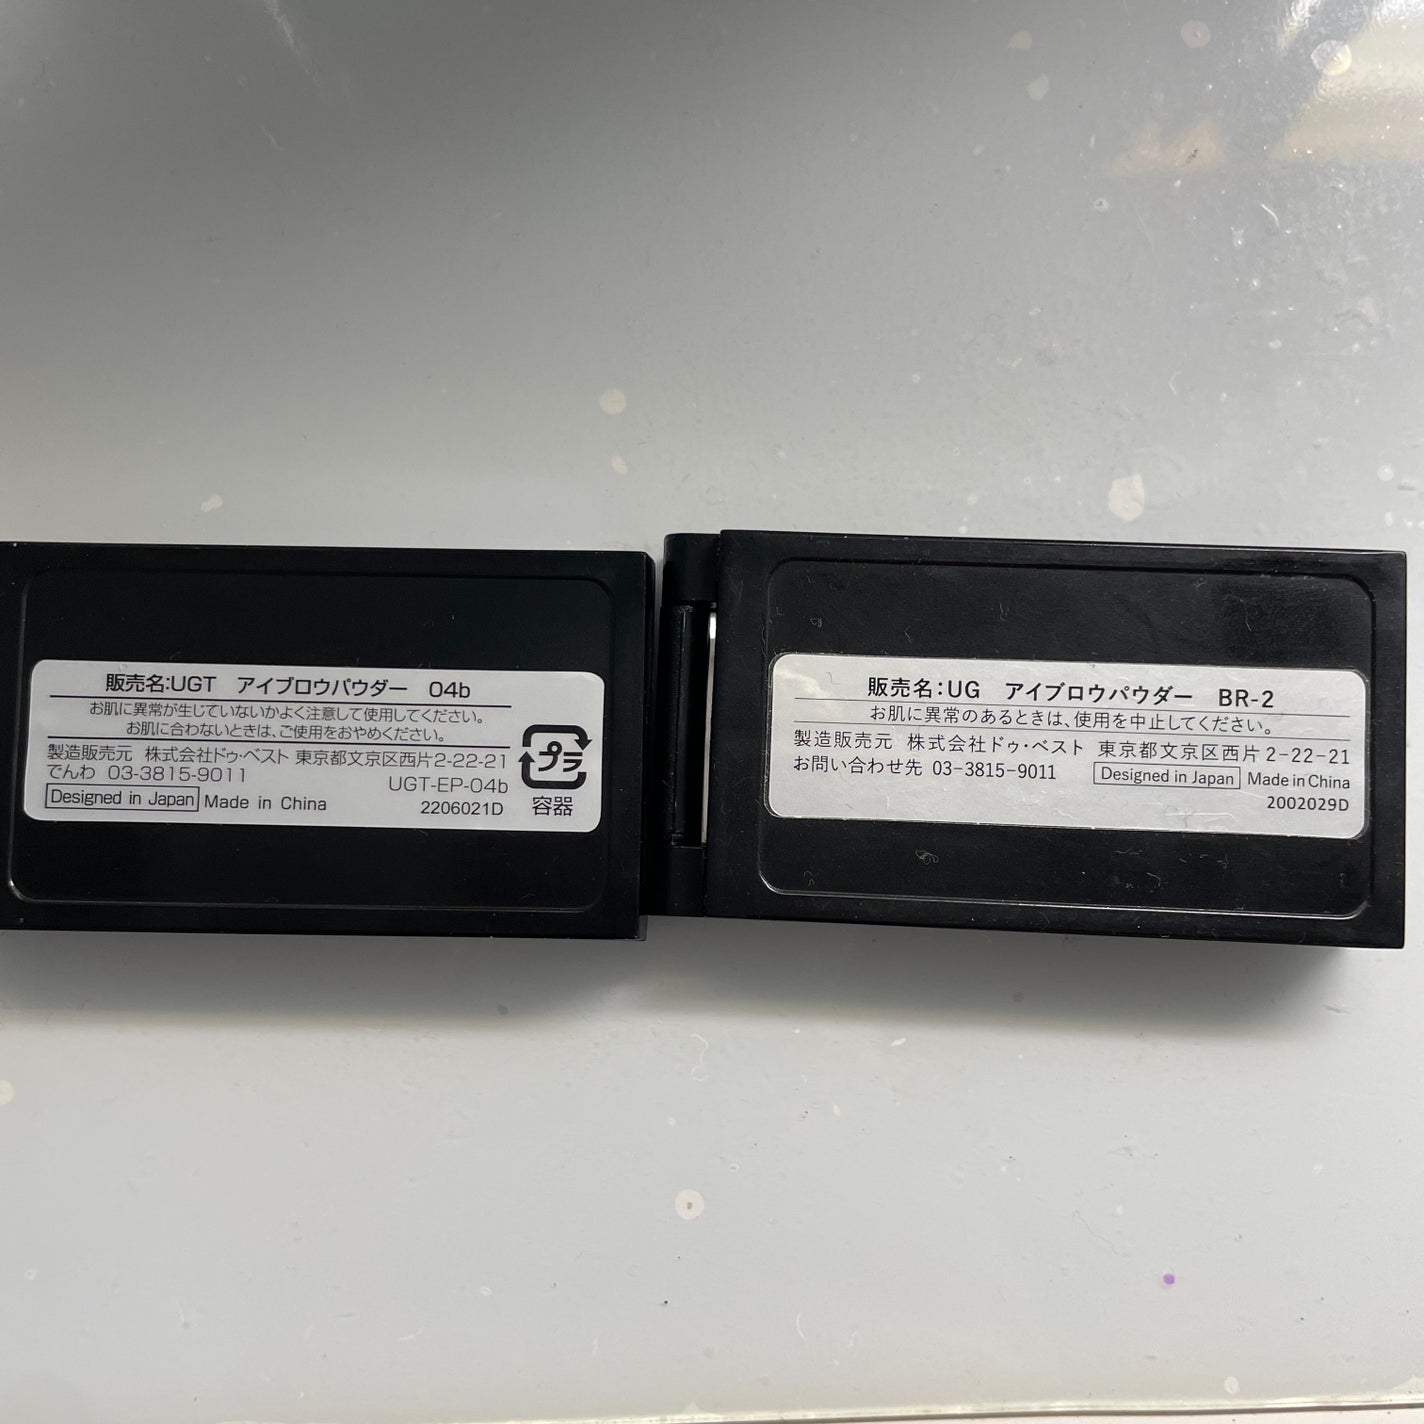 販売名:UGT アイブロウパウダー 04b
お肌に異常が生じていないかよく注意して使用してください。
お肌に合わないときは、ご使用をおやめください。
製造販売元 株式会社ドゥ・ベスト 東京都文京区西片2-22-21
でんわ 03-3815-9011
UGT-EP-04b
Designed in Japan Made in China
2206021D
プラ
容器
販売名:UG アイブロウパウダー BR-2
お肌に異常のあるときは、使用を中止してください。
製造販売元 株式会社ドゥ・ベスト 東京都文京区西片2-22-21
お問い合わせ先 03-3815-9011 Designed in Japan Made in China
2002029D